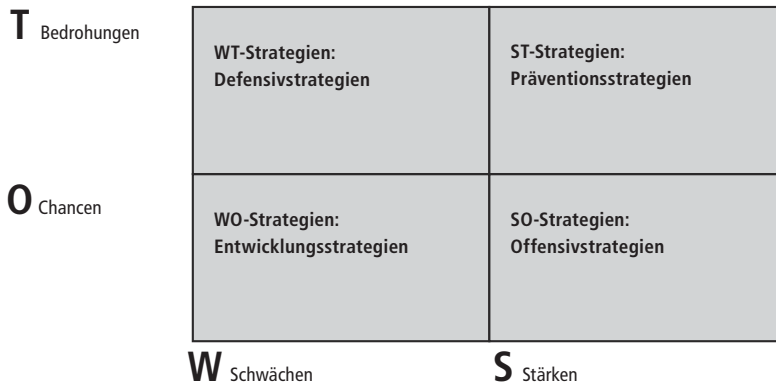 T Bedrohungen
WT-Strategien:
Defensivstrategien
ST-Strategien:
Präventionsstrategien
O Chancen
WO-Strategien:
Entwicklungsstrategien
SO-Strategien:
Offensivstrategien
W Schwächen
S Stärken